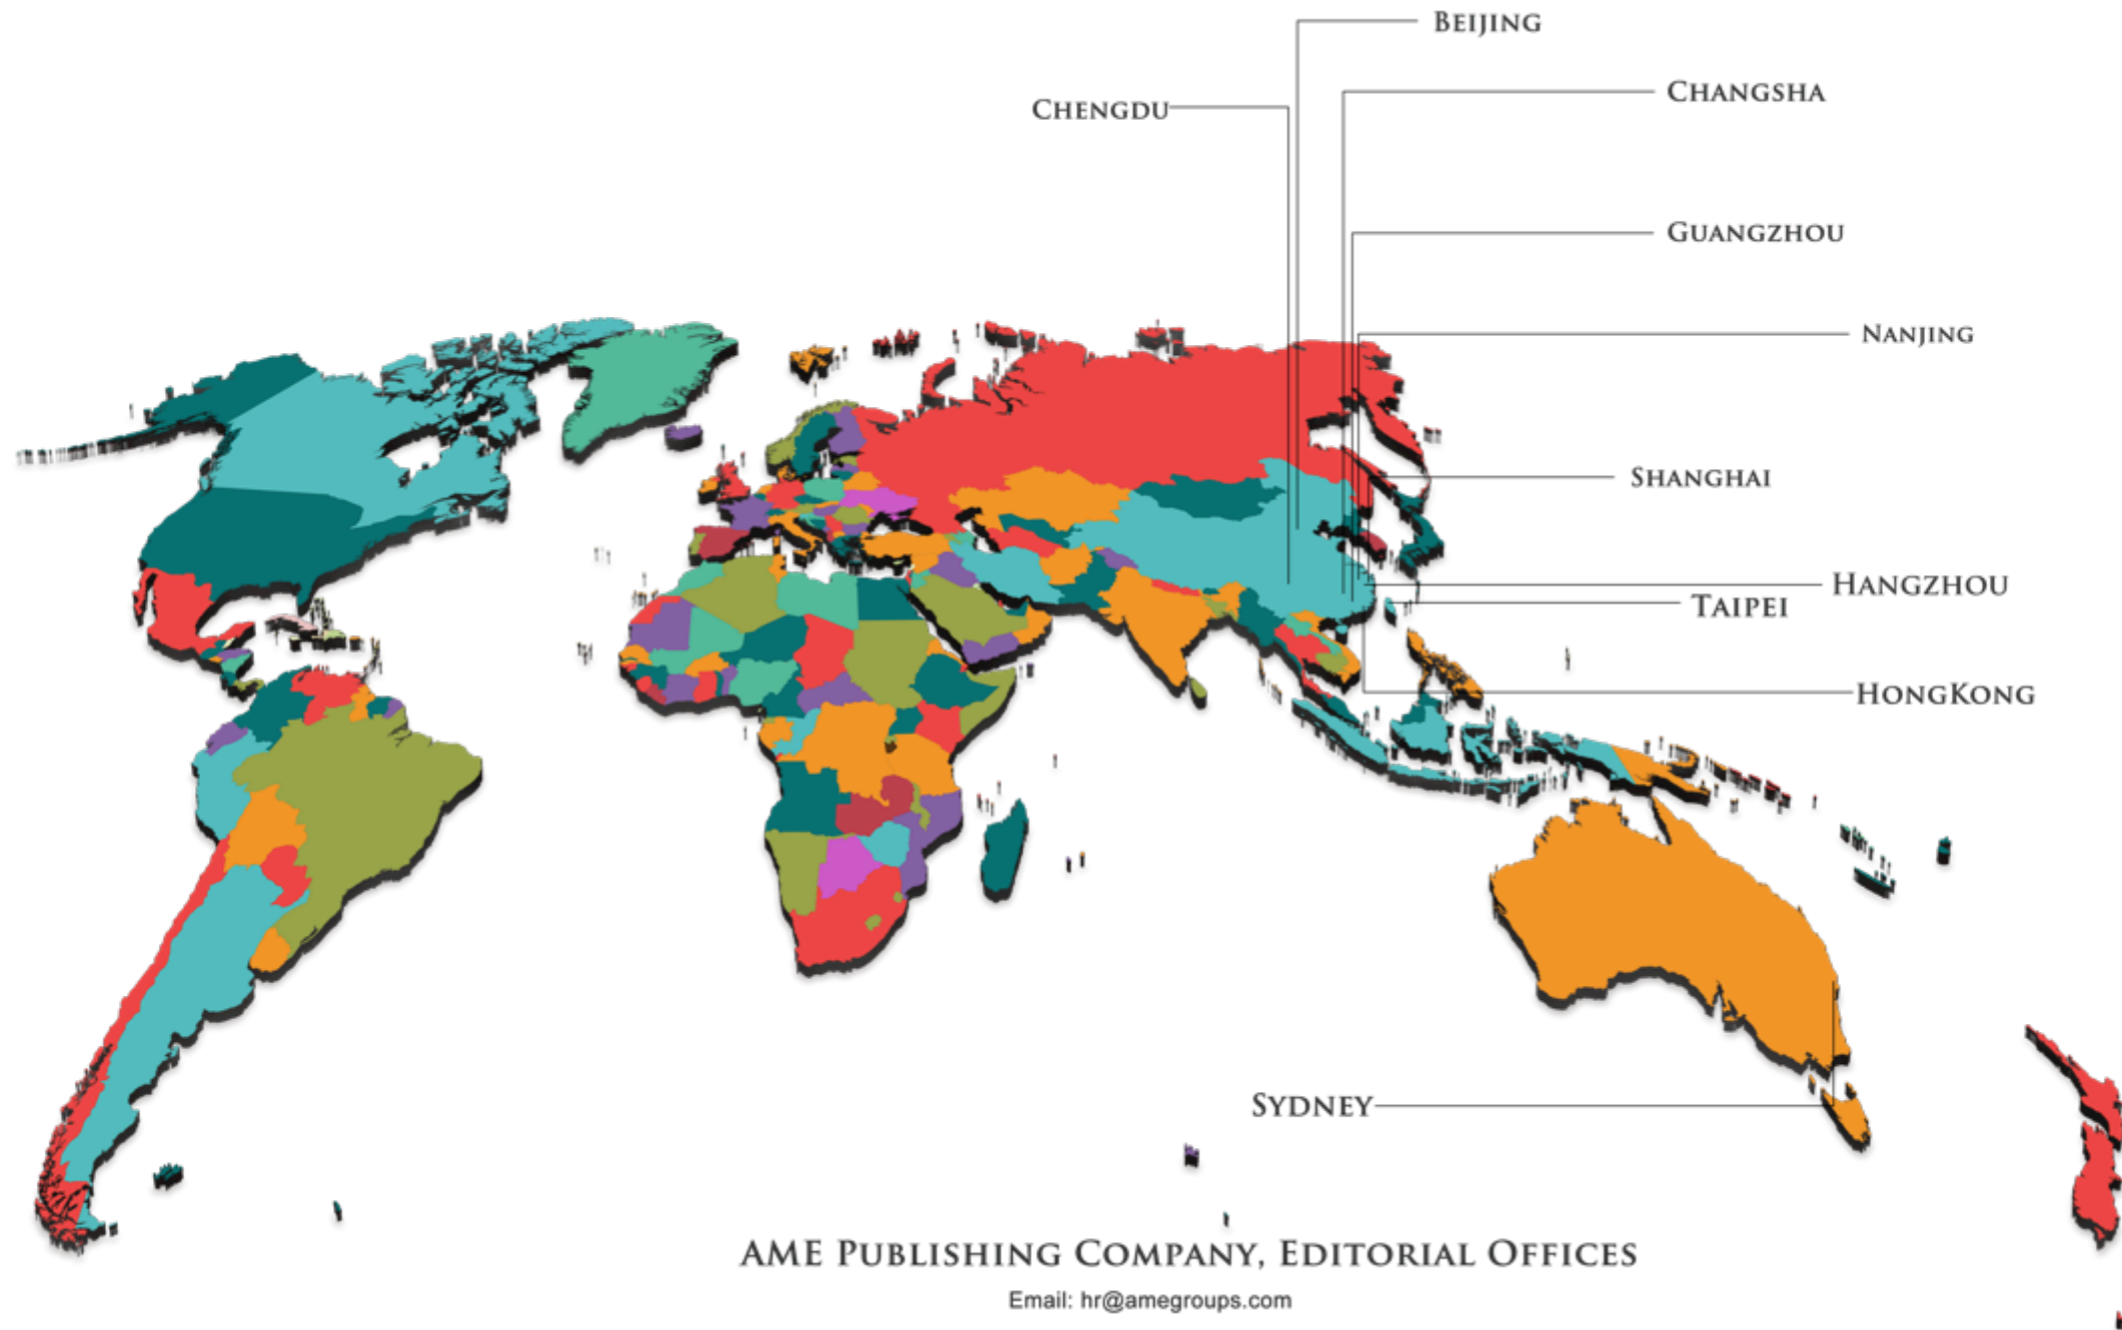 BEIJING
CHANGSHA
CHENGDU
GUANGZHOU
NANJING
SHANGHAI
HANGZHOU
TAIPEI
HONGKONG
SYDNEY
AME PUBLISHING COMPANY, EDITORIAL OFFICES
Email: hr@amegroups.com